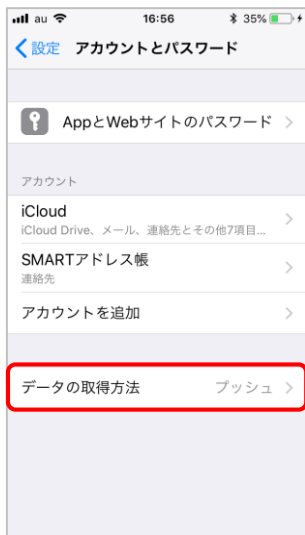 au 16:56 35%
設定 アカウントとパスワード
AppとWebサイトのパスワード
アカウント
iCloud
iCloud Drive、メール、連絡先とその他7項目...
SMARTアドレス帳
連絡先
アカウントを追加
データの取得方法 プッシュ